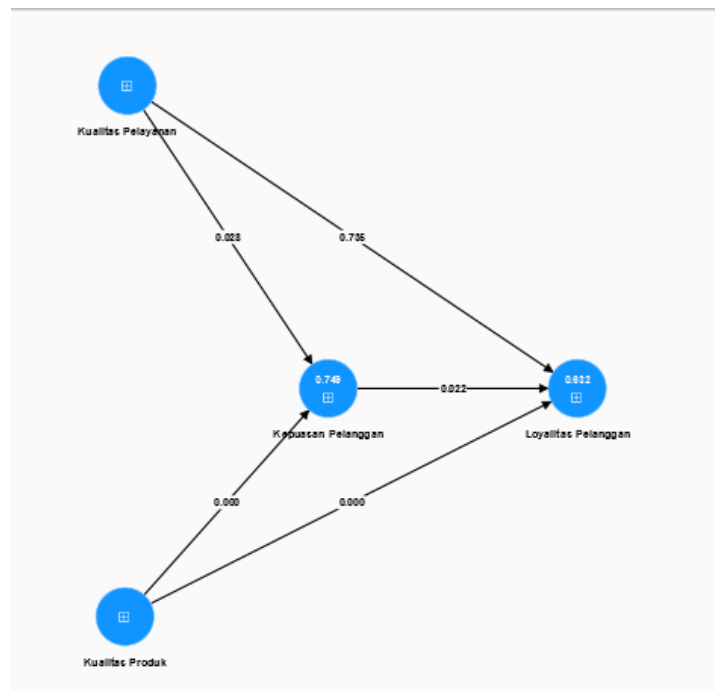 Kualitas Pelayanan
0.028
0.735
0.749
0.632
0.022
Kepuasan Pelanggan
Loyalitas Pelanggan
0.000
0.000
Kualitas Produk